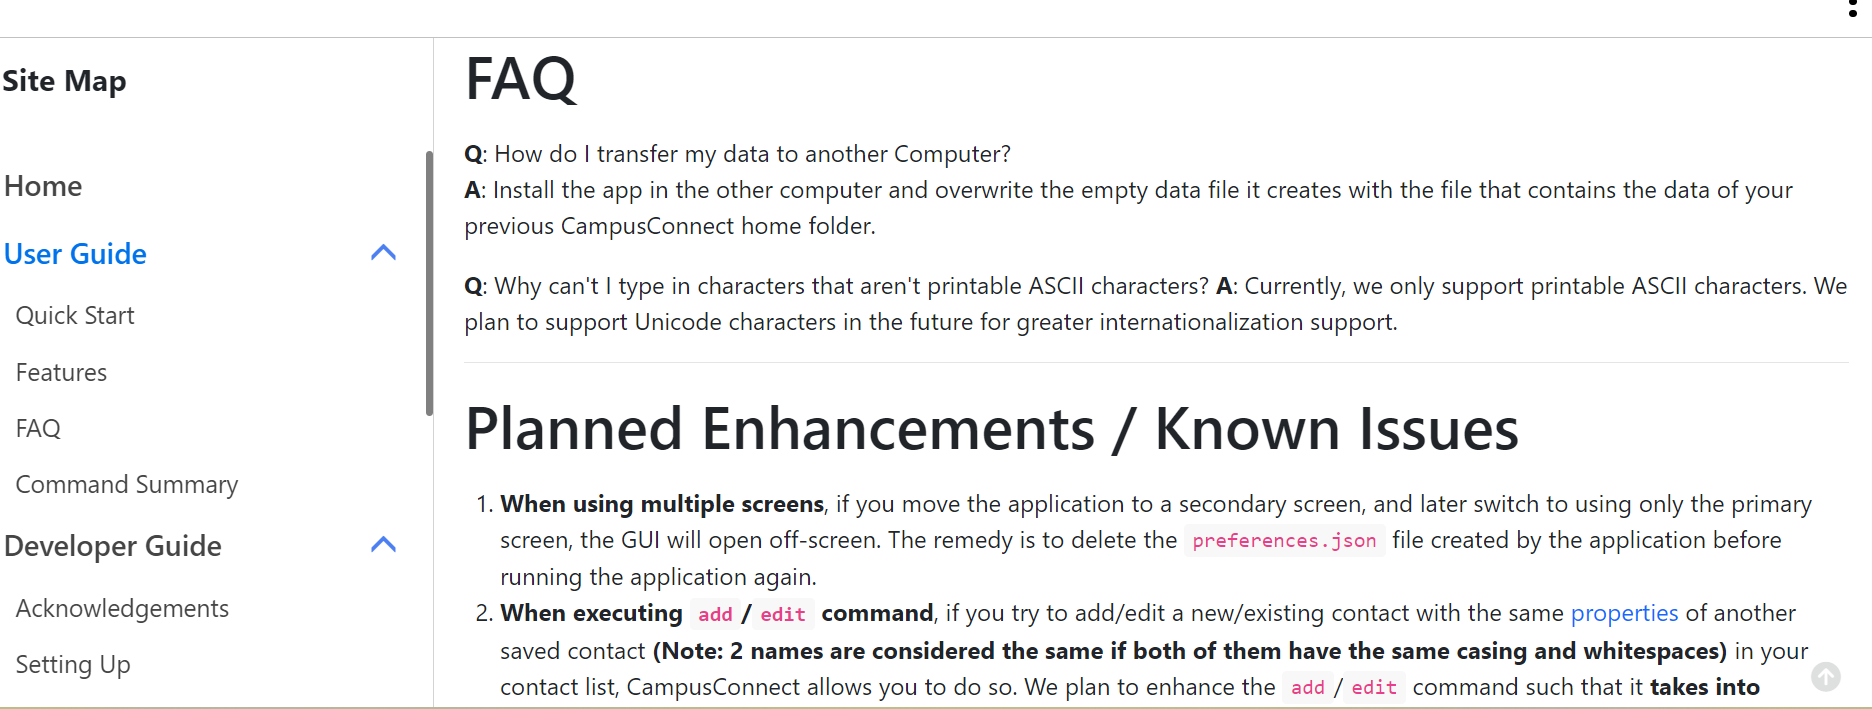 Site Map
Home
User Guide
Quick Start
Features
FAQ
Command Summary
Developer Guide
Acknowledgements
Setting Up
FAQ
Q: How do I transfer my data to another Computer?
A: Install the app in the other computer and overwrite the empty data file it creates with the file that contains the data of your
previous CampusConnect home folder.
Q: Why can't I type in characters that aren't printable ASCII characters? A: Currently, we only support printable ASCII characters. We
plan to support Unicode characters in the future for greater internationalization support.
Planned Enhancements / Known Issues
1. When using multiple screens, if you move the application to a secondary screen, and later switch to using only the primary
screen, the GUI will open off-screen. The remedy is to delete the preferences.json file created by the application before
running the application again.
2. When executing add / edit command, if you try to add/edit a new/existing contact with the same properties of another
saved contact (Note: 2 names are considered the same if both of them have the same casing and whitespaces) in your
contact list, CampusConnect allows you to do so. We plan to enhance the add / edit command such that it takes into